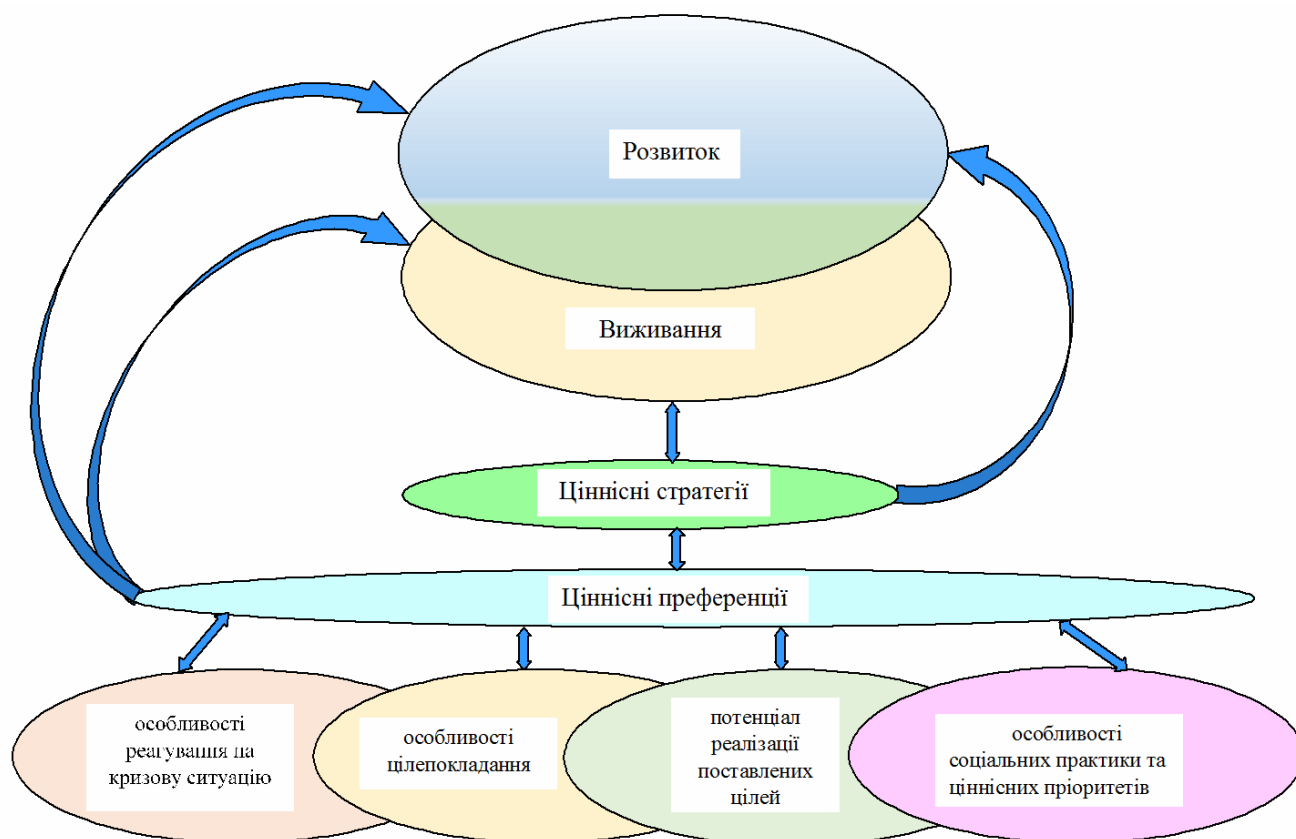 Розвиток
Виживання
Ціннісні стратегії
Ціннісні преференції
особливості
реагування на
кризову ситуацію
особливості
цілепокладання
потенціал
реалізації
поставлених
цілей
особливості
соціальних практики та
ціннісних пріоритетів